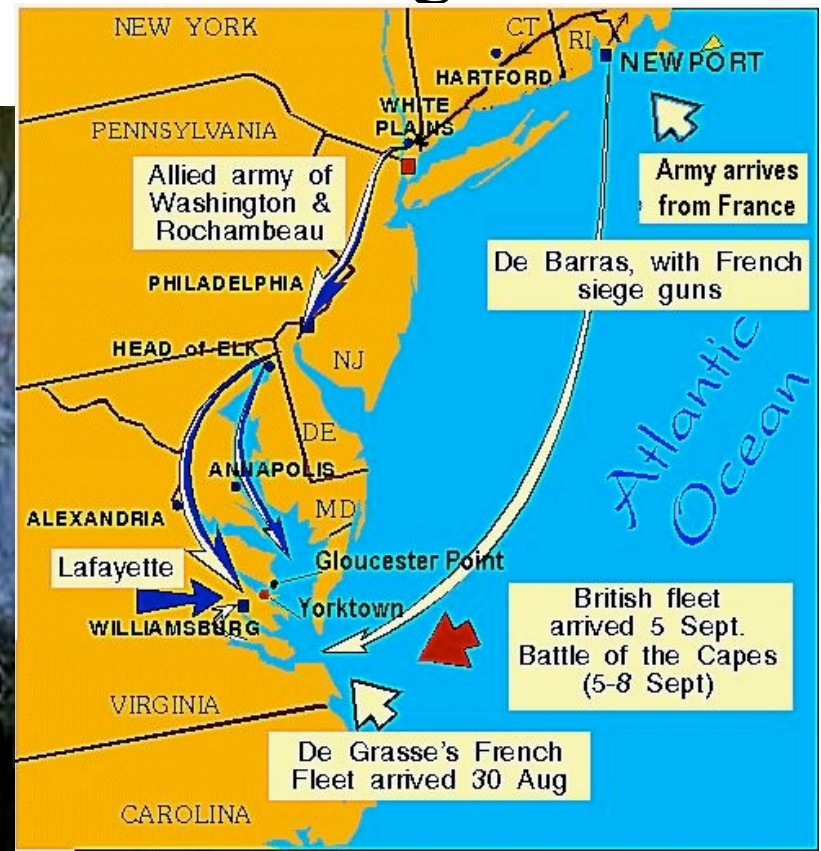 NEW YORK
CT
RI
NEWPORT
HARTFORD
WHITE
PLAINS
PENNSYLVANIA
Army arrives
from France
Allied army of
Washington &
Rochambeau
De Barras, with French
siege guns
PHILADELPHIA
HEAD of ELK
NJ
Atlantic
Ocean
DE
ANNAPOLIS
MD
ALEXANDRIA
Lafayette
Gloucester Point
Yorktown
WILLIAMSBURG
British fleet
arrived 5 Sept.
Battle of the Capes
(5-8 Sept)
VIRGINIA
De Grasse's French
Fleet arrived 30 Aug
CAROLINA